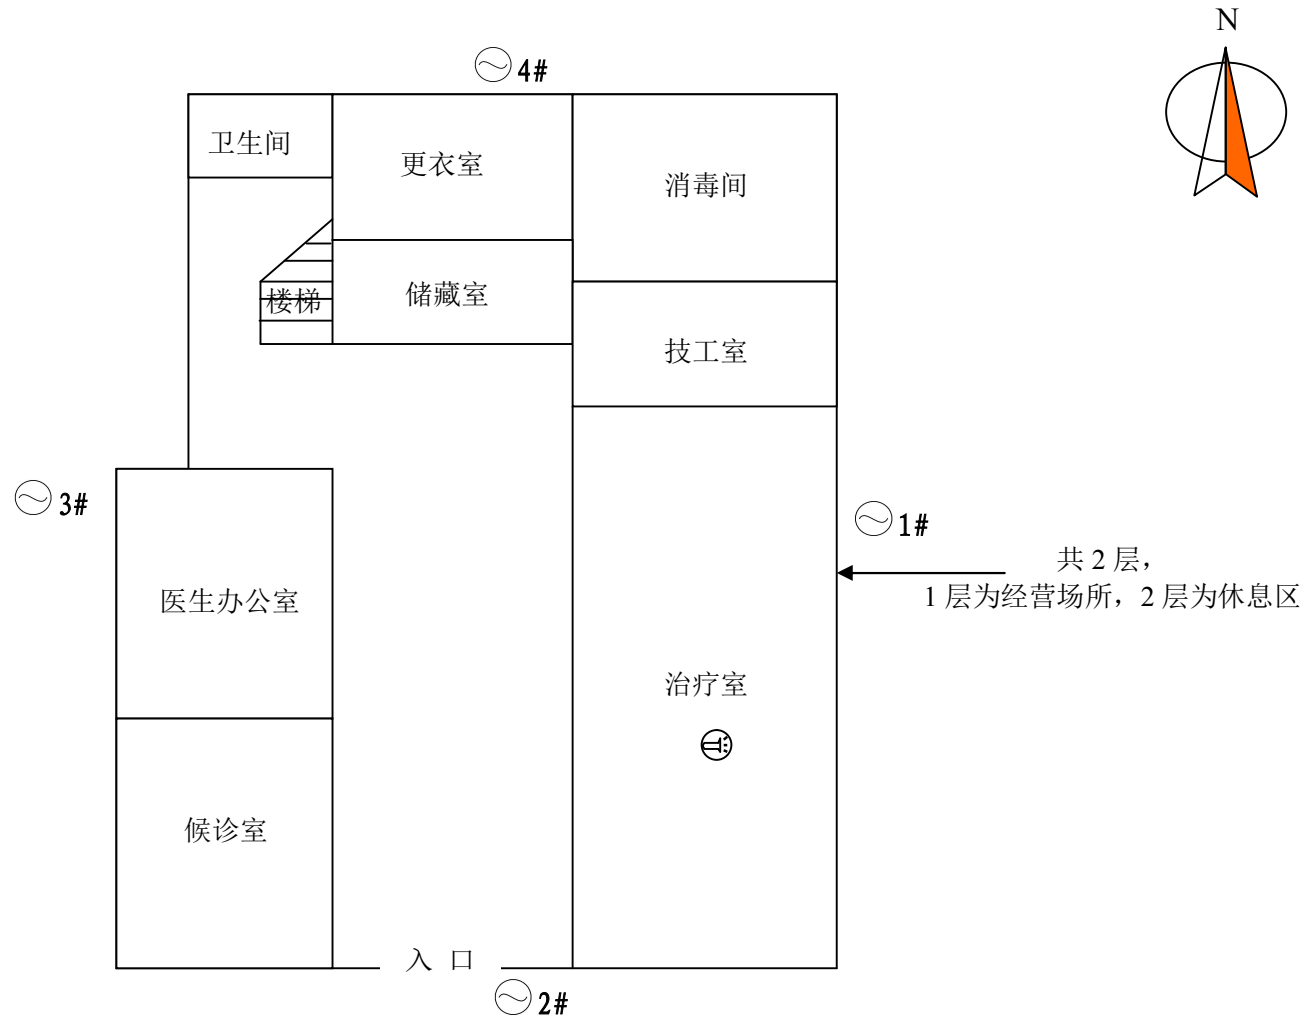 N
4#
卫生间
更衣室
消毒间
楼梯
储藏室
技工室
3#
1#
共 2 层，
1 层为经营场所，2 层为休息区
医生办公室
治疗室
候诊室
入 口
2#